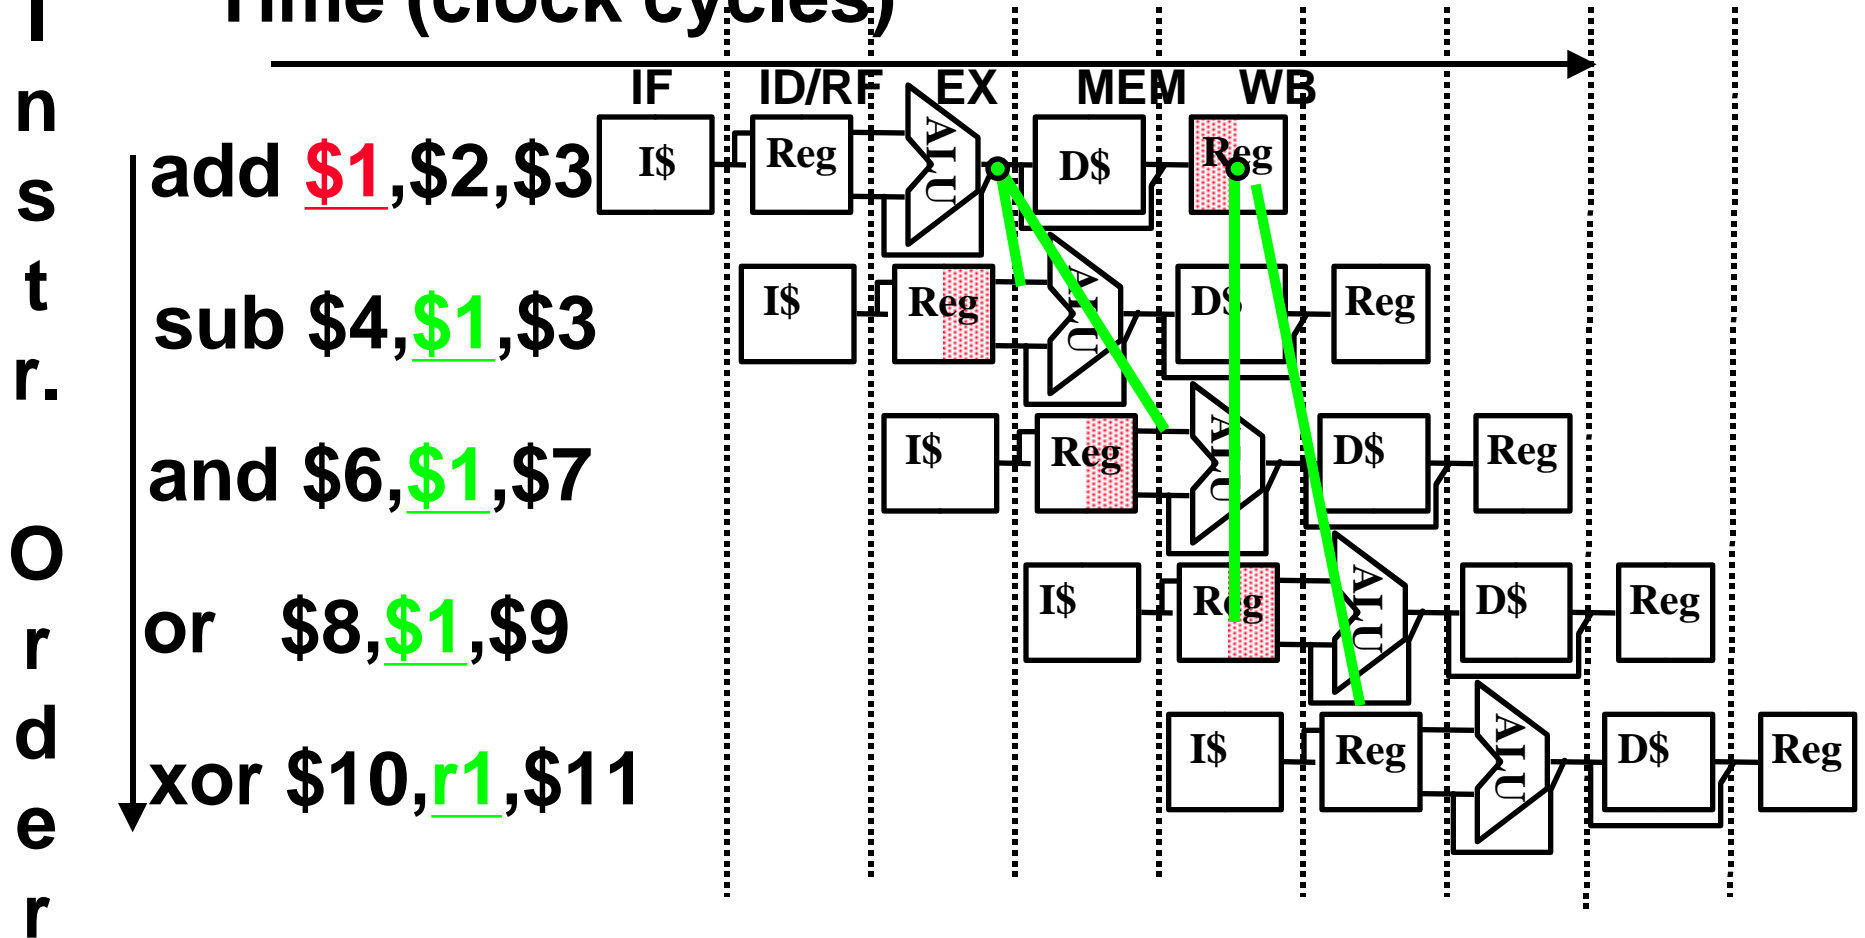 Time (clock cycles)
I
n
s
t
r.
O
r
d
e
r
IF ID/RF EX MEM WB
add $1,$2,$3 I$ Reg ALU D$ Reg
sub $4,$1,$3 I$ Reg ALU D$ Reg
and $6,$1,$7 I$ Reg ALU D$ Reg
or $8,$1,$9 I$ Reg ALU D$ Reg
xor $10,r1,$11 I$ Reg ALU D$ Reg